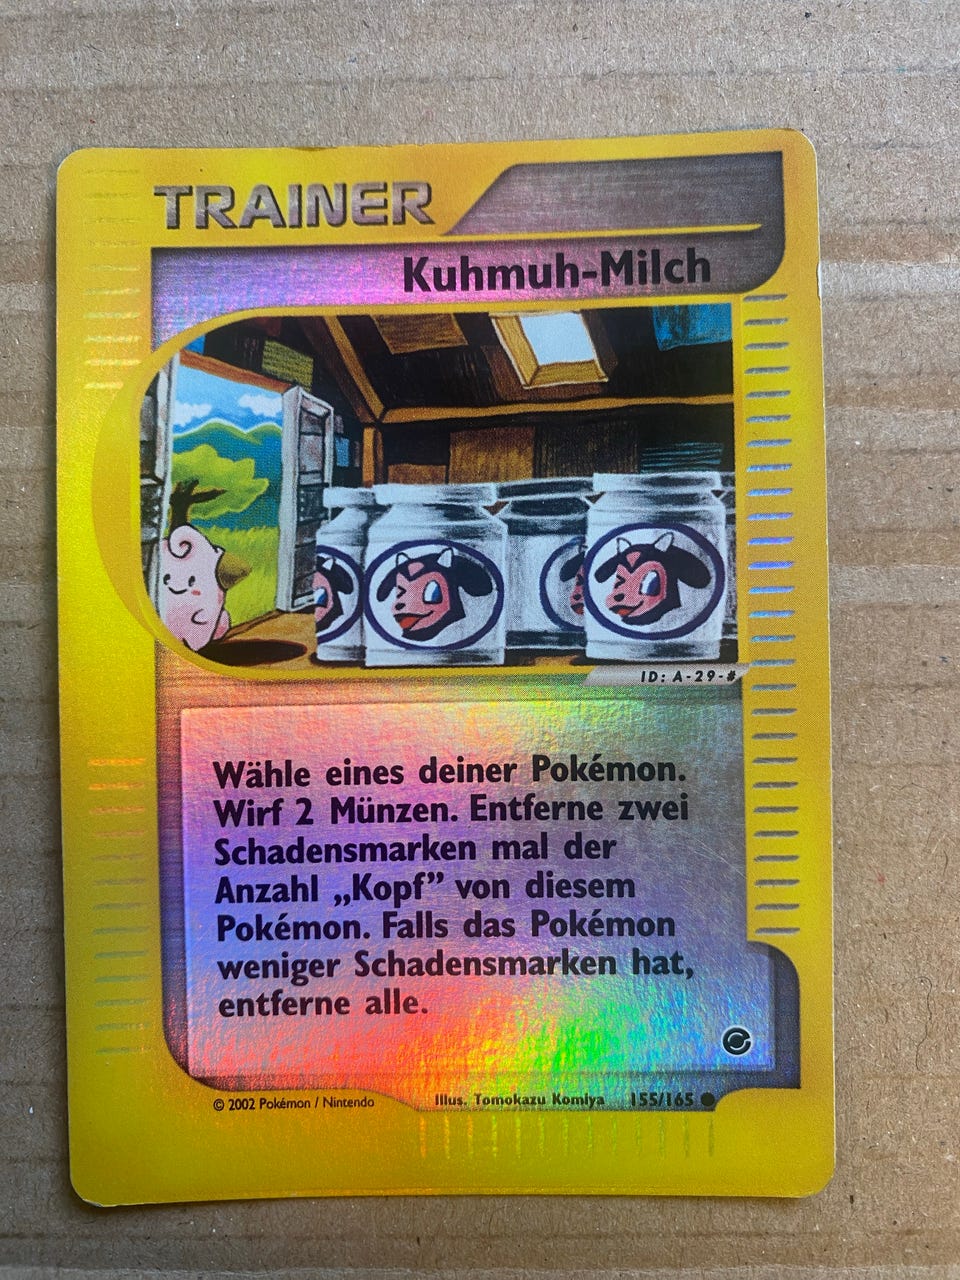 TRAINER
Kuhmuh-Milch
ID: A-29-#
Wähle eines deiner Pokémon.
Wirf 2 Münzen. Entferne zwei
Schadensmarken mal der
Anzahl „Kopf” von diesem
Pokémon. Falls das Pokémon
weniger Schadensmarken hat,
entferne alle.
© 2002 Pokémon / Nintendo Illus. Tomokazu Komiya 155/165 ●